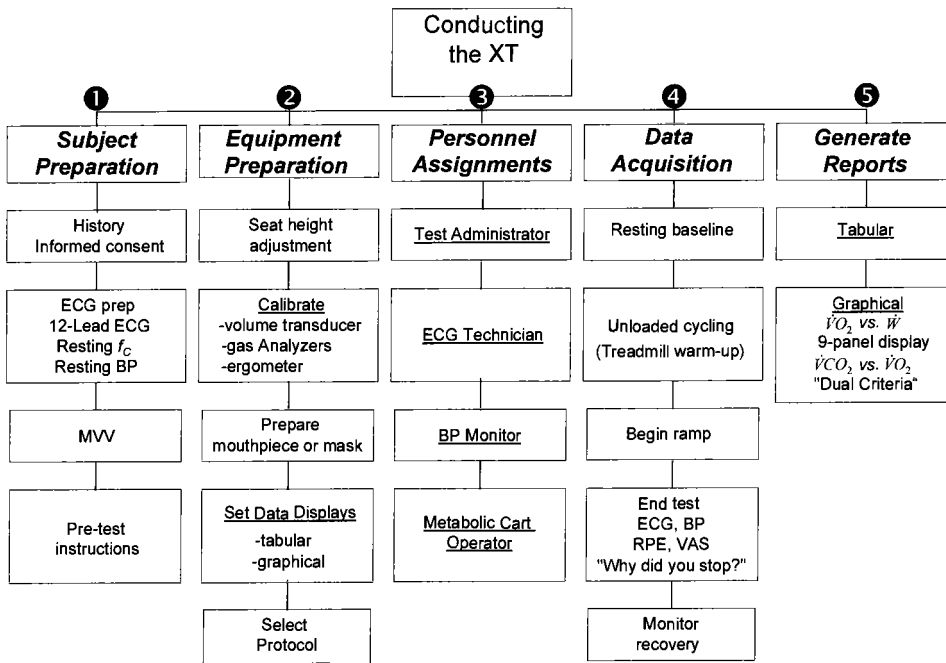 Conducting
the XT
1
2
3
4
5
Subject
Preparation
Equipment
Preparation
Personnel
Assignments
Data
Acquisition
Generate
Reports
History
Informed consent
ECG prep
12-Lead ECG
Resting f_C
Resting BP
MVV
Pre-test
instructions
Seat height
adjustment
Calibrate
-volume transducer
-gas Analyzers
-ergometer
Prepare
mouthpiece or mask
Set Data Displays
-tabular
-graphical
Select
Protocol
Test Administrator
ECG Technician
BP Monitor
Metabolic Cart
Operator
Resting baseline
Unloaded cycling
(Treadmill warm-up)
Begin ramp
End test
ECG, BP
RPE, VAS
"Why did you stop?"
Monitor
recovery
Tabular
Graphical
V̇O₂ vs. Ẇ
9-panel display
V̇CO₂ vs. V̇O₂
"Dual Criteria"